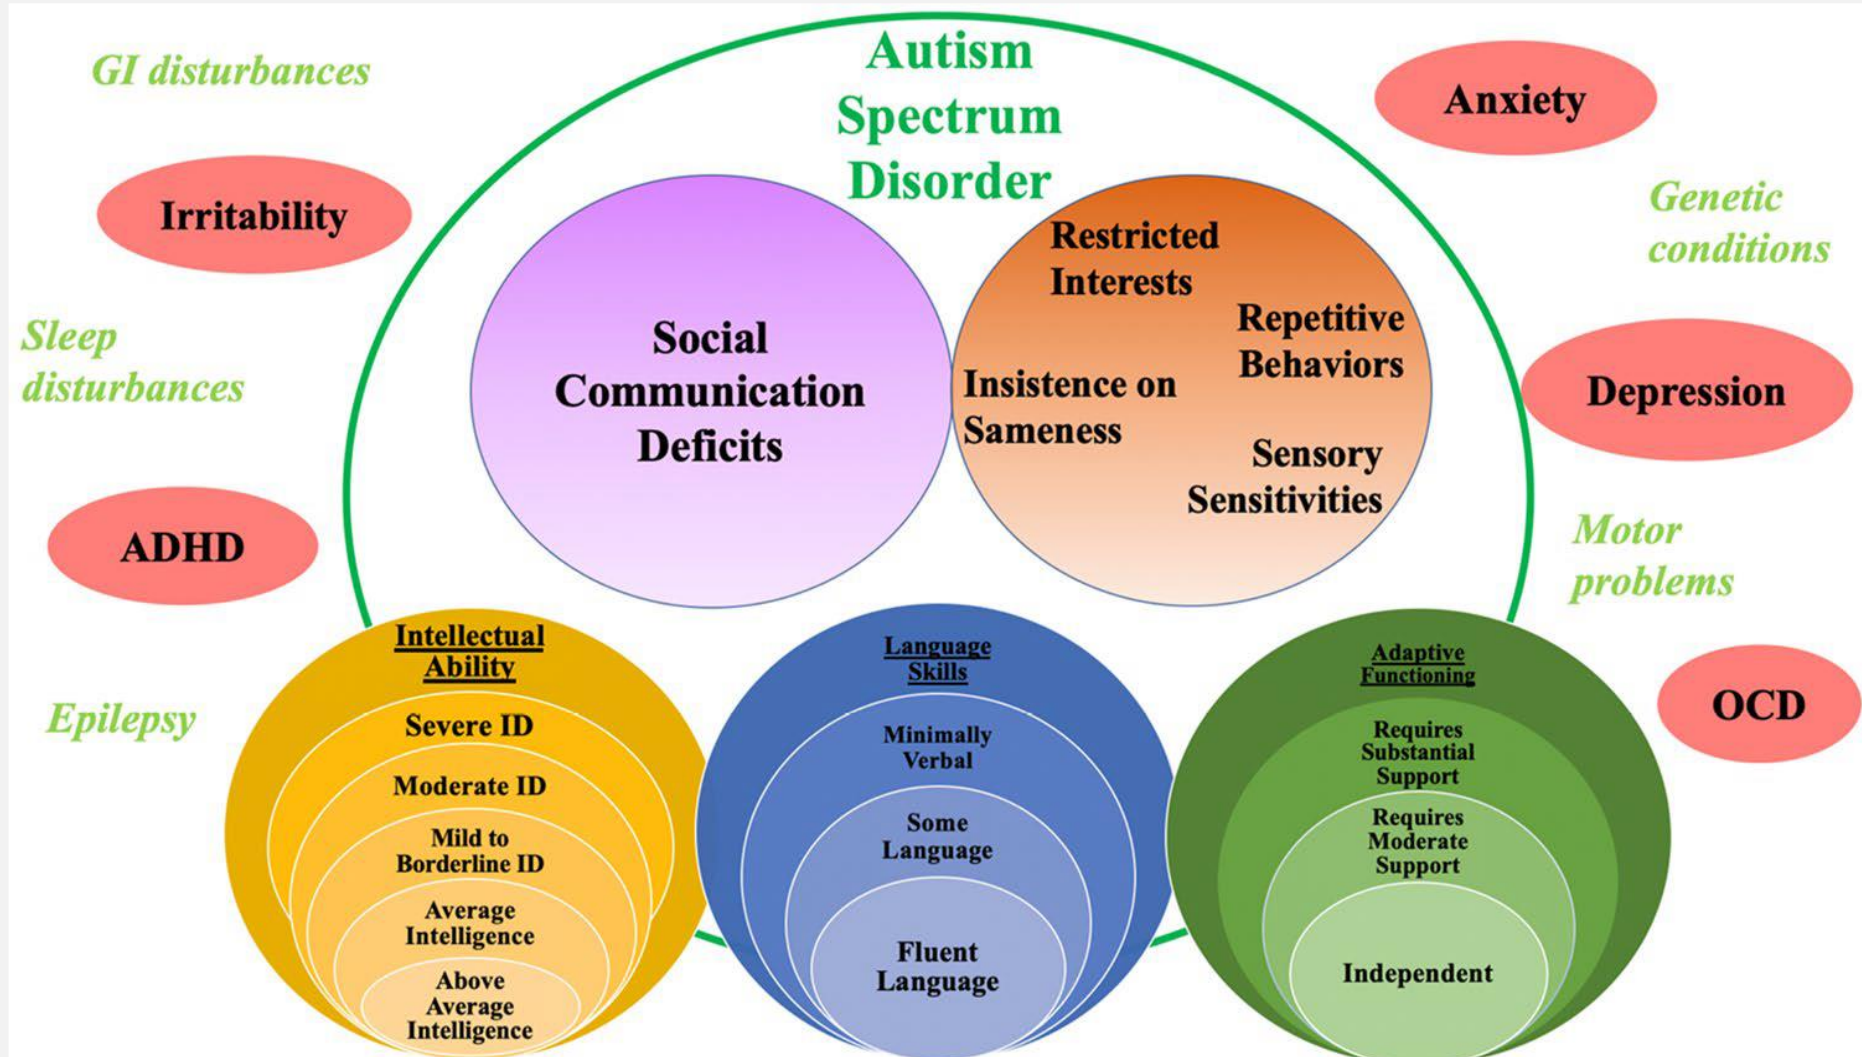 Autism
Spectrum
Disorder
GI disturbances
Irritability
Sleep
disturbances
ADHD
Epilepsy
Social
Communication
Deficits
Restricted
Interests
Repetitive
Behaviors
Insistence on
Sameness
Sensory
Sensitivities
Anxiety
Genetic
conditions
Depression
Motor
problems
OCD
Intellectual
Ability
Severe ID
Moderate ID
Mild to
Borderline ID
Average
Intelligence
Above
Average
Intelligence
Language
Skills
Minimally
Verbal
Some
Language
Fluent
Language
Adaptive
Functioning
Requires
Substantial
Support
Requires
Moderate
Support
Independent